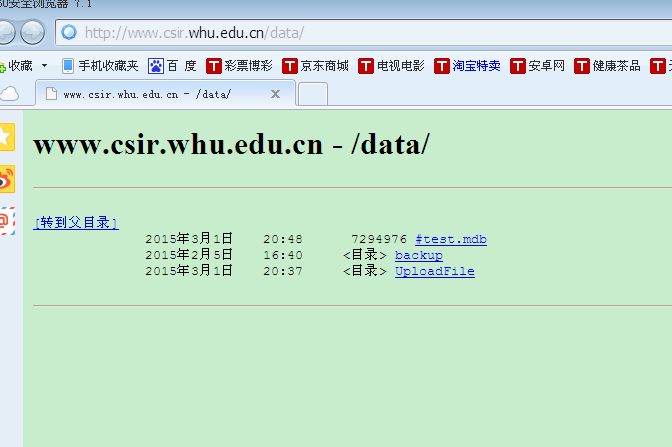 安全浏览器 7.1
http://www.csir.whu.edu.cn/data/
收藏 手机收藏夹 百 度 彩票博彩 京东商城 电视电影 淘宝特卖 安卓网 健康茶品
www.csir.whu.edu.cn - /data/
www.csir.whu.edu.cn - /data/
[转到父目录]
2015年3月1日 20:48 7294976 #test.mdb
2015年2月5日 16:40 <目录> backup
2015年3月1日 20:37 <目录> UploadFile